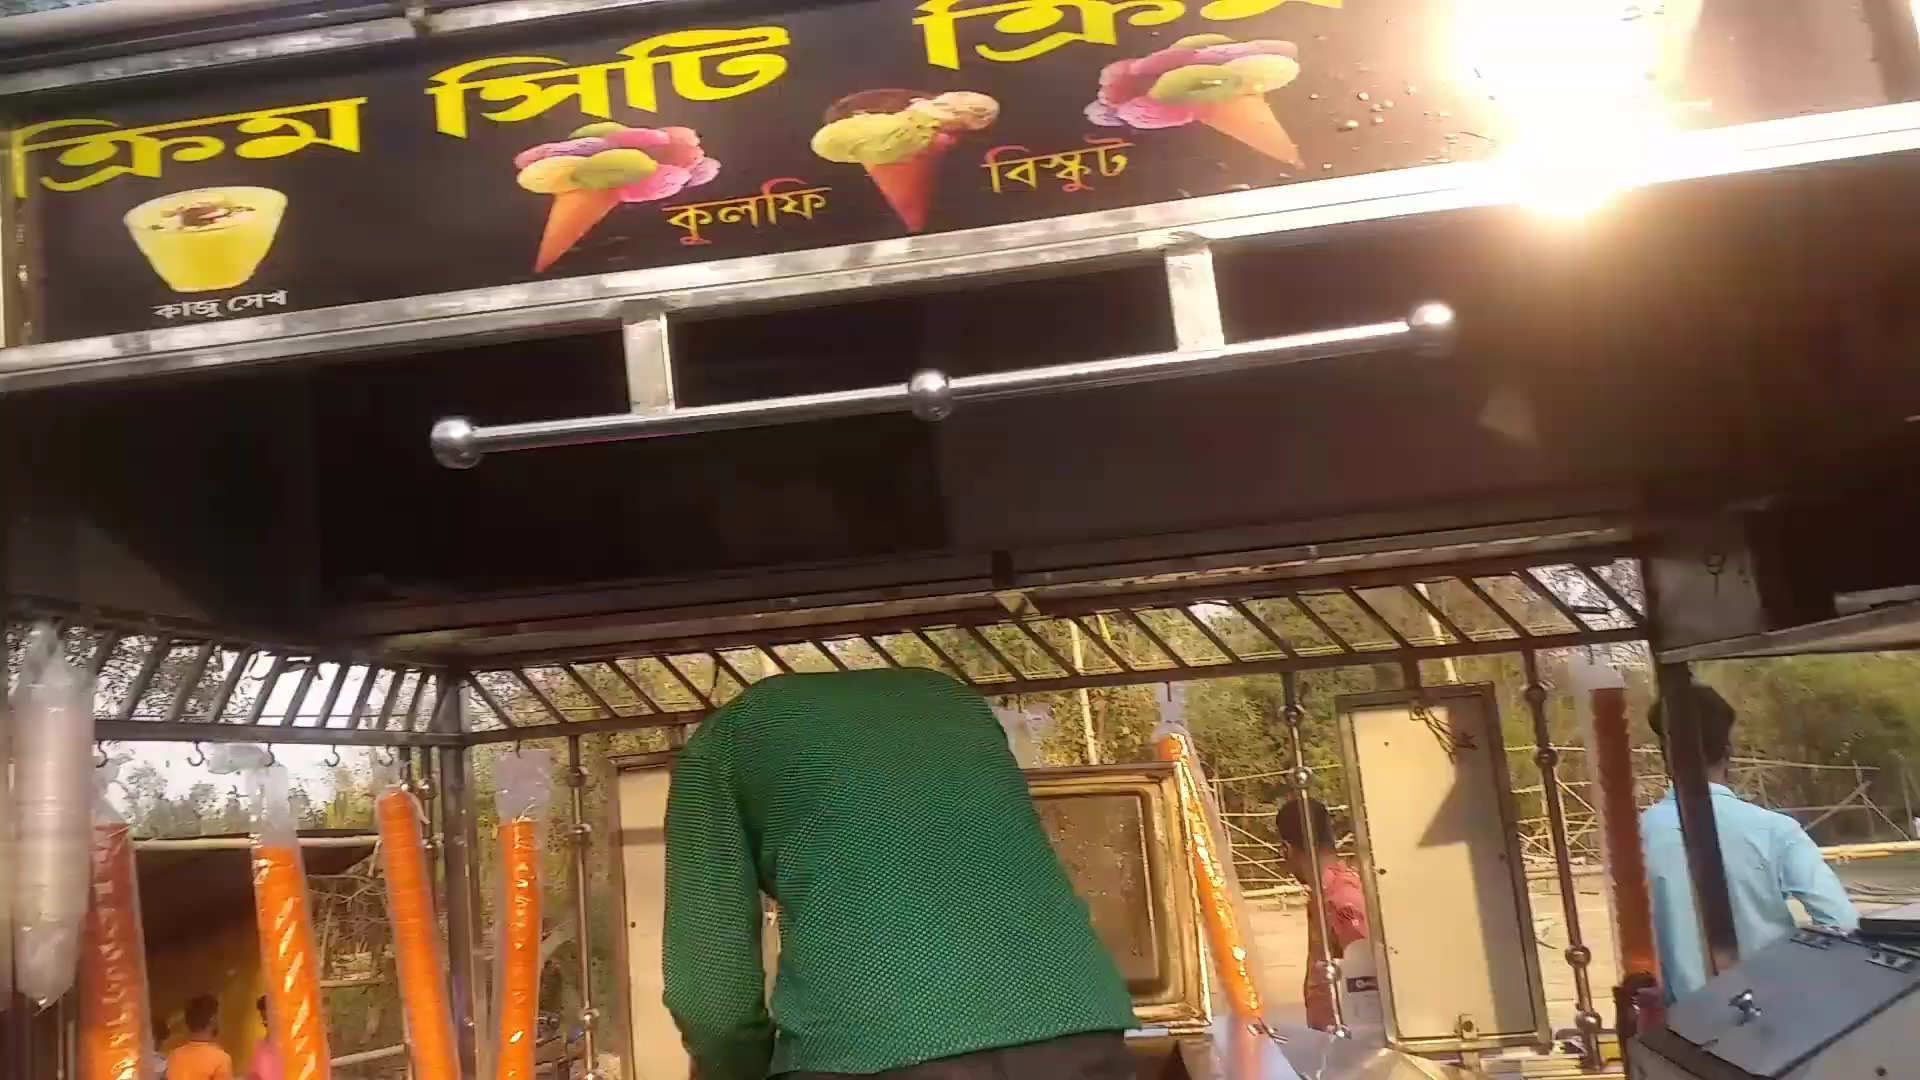 ক্রিম সিটি ক্রিম
কুলফি
বিস্কুট
কাজু সেখ